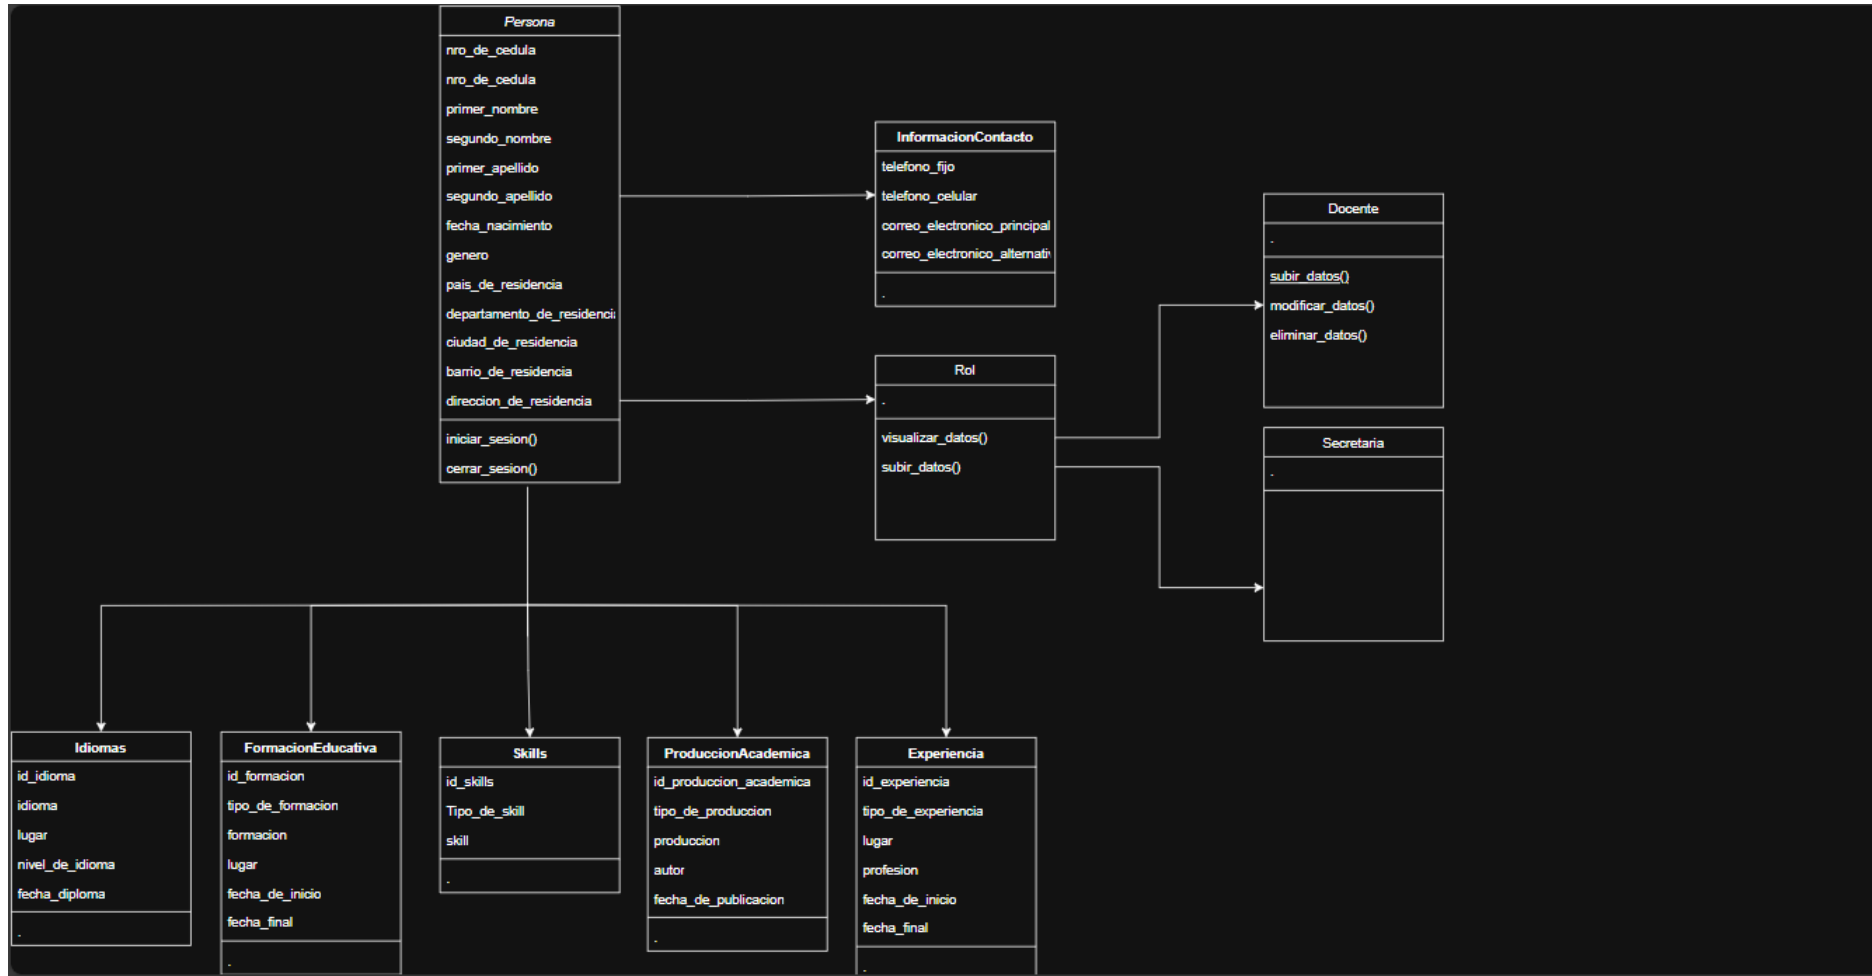 Persona
nro_de_cedula
nro_de_cedula
primer_nombre
segundo_nombre
primer_apellido
segundo_apellido
fecha_nacimiento
genero
pais_de_residencia
departamento_de_residenci
ciudad_de_residencia
barrio_de_residencia
direccion_de_residencia
iniciar_sesion()
cerrar_sesion()
InformacionContacto
telefono_fijo
telefono_celular
correo_electronico_principal
correo_electronico_alternati
.
Rol
.
visualizar_datos()
subir_datos()
Docente
.
subir_datos()
modificar_datos()
eliminar_datos()
Secretaria
.
Idiomas
id_idioma
idioma
lugar
nivel_de_idioma
fecha_diploma
.
FormacionEducativa
id_formacion
tipo_de_formacion
formacion
lugar
fecha_de_inicio
fecha_final
.
Skills
id_skills
Tipo_de_skill
skill
.
ProduccionAcademica
id_produccion_academica
tipo_de_produccion
produccion
autor
fecha_de_publicacion
.
Experiencia
id_experiencia
tipo_de_experiencia
lugar
profesion
fecha_de_inicio
fecha_final
.